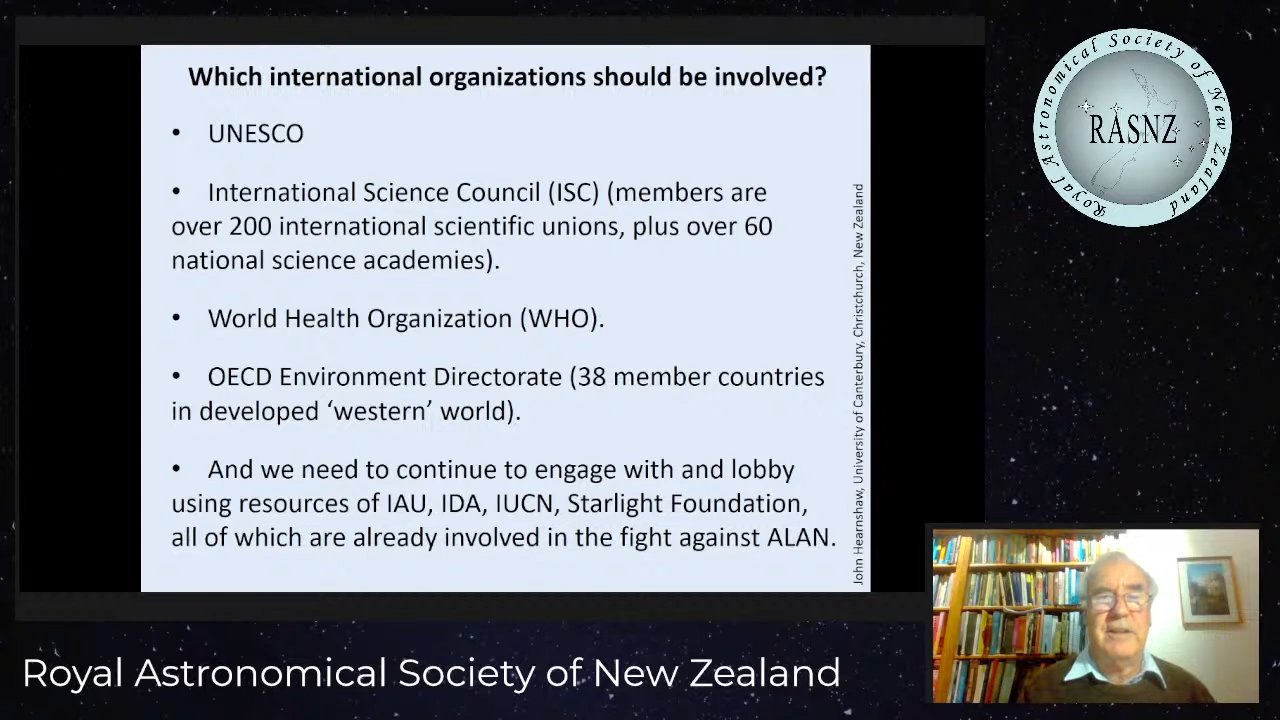 Which international organizations should be involved?
• UNESCO
• International Science Council (ISC) (members are
over 200 international scientific unions, plus over 60
national science academies).
• World Health Organization (WHO).
• OECD Environment Directorate (38 member countries
in developed ‘western’ world).
• And we need to continue to engage with and lobby
using resources of IAU, IDA, IUCN, Starlight Foundation,
all of which are already involved in the fight against ALAN.
John Hearnshaw, University of Canterbury, Christchurch, New Zealand
Royal Astronomical Society of New Zealand
RASNZ
Royal Astronomical Society of New Zealand